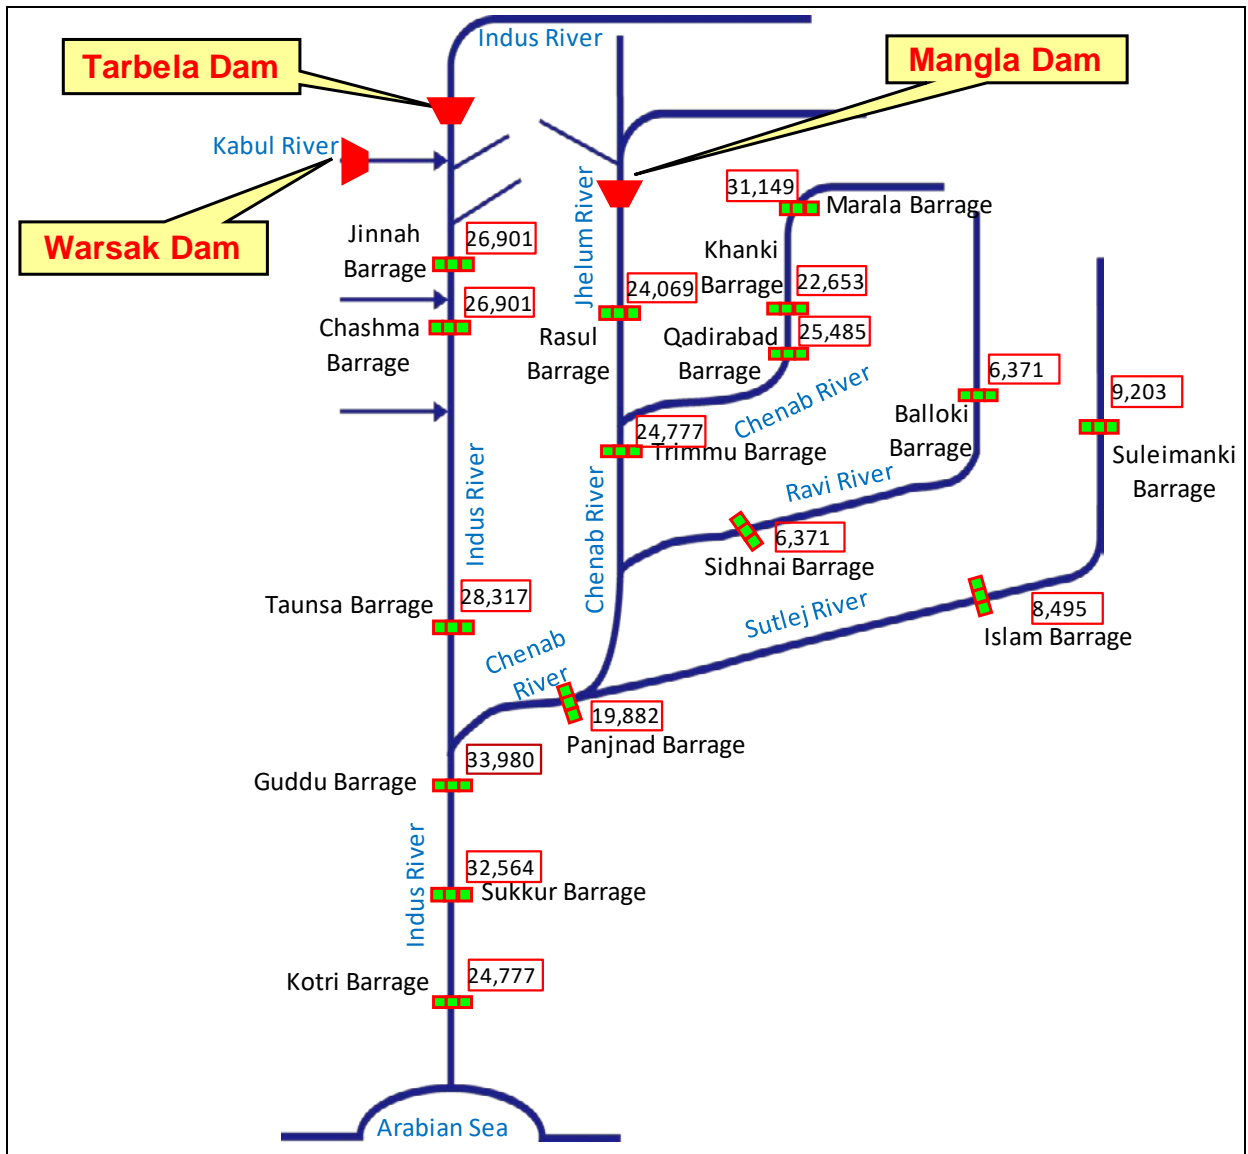 Indus River
Tarbela Dam
Mangla Dam
Kabul River
Warsak Dam
31,149
Marala Barrage
Jinnah
Barrage
26,901
Jhelum River
Khanki
Barrage
22,653
24,069
26,901
Chashma
Barrage
Rasul
Barrage
Qadirabad
Barrage
25,485
Chenab River
6,371
Balloki
Barrage
9,203
Suleimanki
Barrage
24,777
Trimmu Barrage
Indus River
Chenab River
Ravi River
6,371
Sidhnai Barrage
Taunsa Barrage
28,317
Sutlej River
8,495
Islam Barrage
Chenab
River
19,882
Panjnad Barrage
33,980
Guddu Barrage
Indus River
32,564
Sukkur Barrage
24,777
Kotri Barrage
Arabian Sea